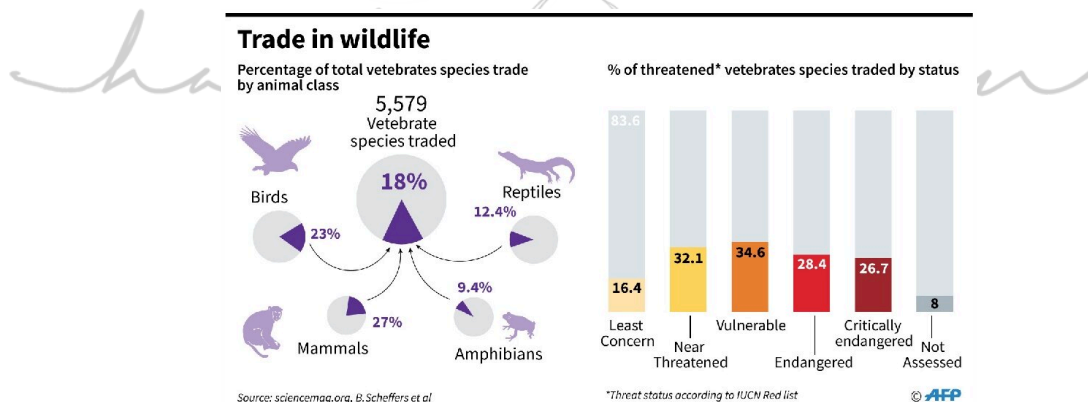 Trade in wildlife
Percentage of total vetebrates species trade
by animal class
5,579
Vetebrate
species traded
18%
Birds
23%
Reptiles
12.4%
Mammals
27%
9.4%
Amphibians
Source: sciencemag.org, B. Scheffers et al
% of threatened* vetebrates species traded by status
83.6
16.4
32.1
34.6
28.4
26.7
8
Least
Concern
Near
Threatened
Vulnerable
Endangered
Critically
endangered
Not
Assessed
*Threat status according to IUCN Red list
© AFP